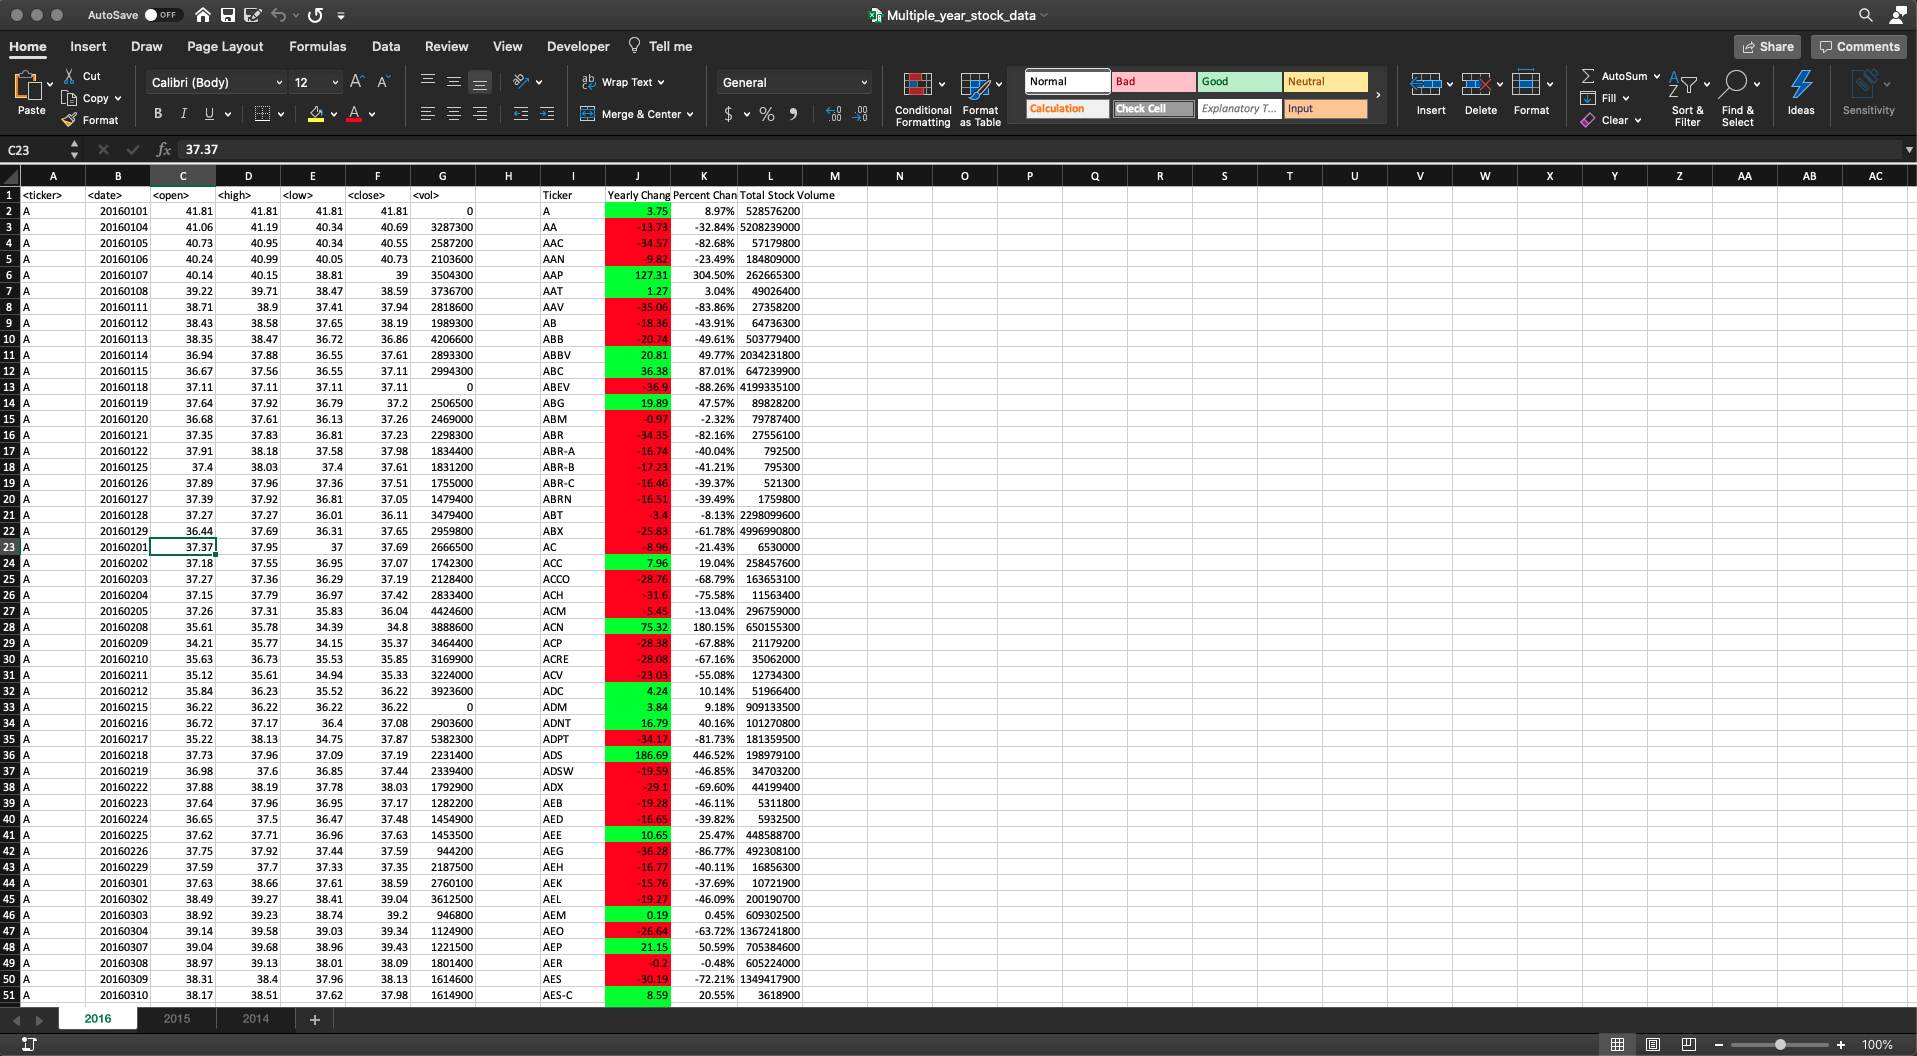 AutoSave OFF Multiple_year_stock_data
Home Insert Draw Page Layout Formulas Data Review View Developer Tell me Share Comments
Paste Cut Copy Format Calibri (Body) 12 Wrap Text Merge & Center General
B I U A $ % Conditional Formatting Format as Table
Normal Bad Good Neutral
Calculation Check Cell Explanatory T... Input
Insert Delete Format AutoSum Fill Clear Sort & Filter Find & Select Ideas Sensitivity
C23 fx 37.37
A B C D E F G H I J K L M N O P Q R S T U V W X Y Z AA AB AC
1 <ticker> <date> <open> <high> <low> <close> <vol> Ticker Yearly Chang Percent Chan Total Stock Volume
2 A 20160101 41.81 41.81 41.81 41.81 0 A 3.75 8.97% 528576200
3 A 20160104 41.06 41.19 40.34 40.69 3287300 AA -13.73 -32.84% 5208239000
4 A 20160105 40.73 40.95 40.34 40.55 2587200 AAC -34.57 -82.68% 57179800
5 A 20160106 40.24 40.99 40.05 40.73 2103600 AAN -9.82 -23.49% 184809000
6 A 20160107 40.14 40.15 38.81 39 3504300 AAP 127.31 304.50% 262665300
7 A 20160108 39.22 39.71 38.47 38.59 3736700 AAT 1.27 3.04% 49026400
8 A 20160111 38.71 38.9 37.41 37.94 2818600 AAV -35.06 -83.86% 27358200
9 A 20160112 38.43 38.58 37.65 38.19 1989300 AB -18.36 -43.91% 64736300
10 A 20160113 38.35 38.47 36.72 36.86 4206600 ABB -20.74 -49.61% 503779400
11 A 20160114 36.94 37.88 36.55 37.61 2893300 ABBV 20.81 49.77% 2034231800
12 A 20160115 36.67 37.56 36.55 37.11 2994300 ABC 36.38 87.01% 647239900
13 A 20160118 37.11 37.11 37.11 37.11 0 ABEV -36.9 -88.26% 4199335100
14 A 20160119 37.64 37.92 36.79 37.2 2506500 ABG 19.89 47.57% 89828200
15 A 20160120 36.68 37.61 36.13 37.26 2469000 ABM -0.97 -2.32% 79787400
16 A 20160121 37.35 37.83 36.81 37.23 2298300 ABR -34.35 -82.16% 27556100
17 A 20160122 37.91 38.18 37.58 37.98 1834400 ABR-A -16.74 -40.04% 792500
18 A 20160125 37.4 38.03 37.4 37.61 1831200 ABR-B -17.23 -41.21% 795300
19 A 20160126 37.89 37.96 37.36 37.51 1755000 ABR-C -16.46 -39.37% 521300
20 A 20160127 37.39 37.92 36.81 37.05 1479400 ABRN -16.51 -39.49% 1759800
21 A 20160128 37.27 37.27 36.01 36.11 3479400 ABT -3.4 -8.13% 2298099600
22 A 20160129 36.44 37.69 36.31 37.65 2959800 ABX -25.83 -61.78% 4996990800
23 A 20160201 37.37 37.95 37 37.69 2666500 AC -8.96 -21.43% 6530000
24 A 20160202 37.18 37.55 36.95 37.07 1742300 ACC 7.96 19.04% 258457600
25 A 20160203 37.27 37.36 36.29 37.19 2128400 ACCO -28.76 -68.79% 163653100
26 A 20160204 37.15 37.79 36.97 37.42 2833400 ACH -31.6 -75.58% 11563400
27 A 20160205 37.26 37.31 35.83 36.04 4424600 ACM -5.45 -13.04% 296759000
28 A 20160208 35.61 35.78 34.39 34.8 3888600 ACN 75.32 180.15% 650155300
29 A 20160209 34.21 35.77 34.15 35.37 3464400 ACP -28.38 -67.88% 21179200
30 A 20160210 35.63 36.73 35.53 35.85 3169900 ACRE -28.08 -67.16% 35062000
31 A 20160211 35.12 35.61 34.94 35.33 3224000 ACV -23.03 -55.08% 12734300
32 A 20160212 35.84 36.23 35.52 36.22 3923600 ADC 4.24 10.14% 51966400
33 A 20160215 36.22 36.22 36.22 36.22 0 ADM 3.84 9.18% 909133500
34 A 20160216 36.72 37.17 36.4 37.08 2903600 ADNT 16.79 40.16% 101270800
35 A 20160217 35.22 38.13 34.75 37.87 5382300 ADPT -34.17 -81.73% 181359500
36 A 20160218 37.73 37.96 37.09 37.19 2231400 ADS 186.69 446.52% 198979100
37 A 20160219 36.98 37.6 36.85 37.44 2339400 ADSW -19.59 -46.85% 34703200
38 A 20160222 37.88 38.19 37.78 38.03 1792900 ADX -29.1 -69.60% 44199400
39 A 20160223 37.64 37.96 36.95 37.17 1282200 AEB -19.28 -46.11% 5311800
40 A 20160224 36.65 37.5 36.47 37.48 1454900 AED -16.65 -39.82% 5932500
41 A 20160225 37.62 37.71 36.96 37.63 1453500 AEE 10.65 25.47% 448588700
42 A 20160226 37.75 37.92 37.44 37.59 944200 AEG -36.28 -86.77% 492308100
43 A 20160229 37.59 37.7 37.33 37.35 2187500 AEH -16.77 -40.11% 16856300
44 A 20160301 37.63 38.66 37.61 38.59 2760100 AEK -15.76 -37.69% 10721900
45 A 20160302 38.49 39.27 38.41 39.04 3612500 AEL -19.27 -46.09% 200190700
46 A 20160303 38.92 39.23 38.74 39.2 946800 AEM 0.19 0.45% 609302500
47 A 20160304 39.14 39.58 39.03 39.34 1124900 AEO -26.64 -63.72% 1367241800
48 A 20160307 39.04 39.68 38.96 39.43 1221500 AEP 21.15 50.59% 705384600
49 A 20160308 38.97 39.13 38.01 38.09 1801400 AER -0.2 -0.48% 605224000
50 A 20160309 38.31 38.4 37.96 38.13 1614600 AES -30.19 -72.21% 1349417900
51 A 20160310 38.17 38.51 37.62 37.98 1614900 AES-C 8.59 20.55% 3618900
2016 2015 2014 +
100%